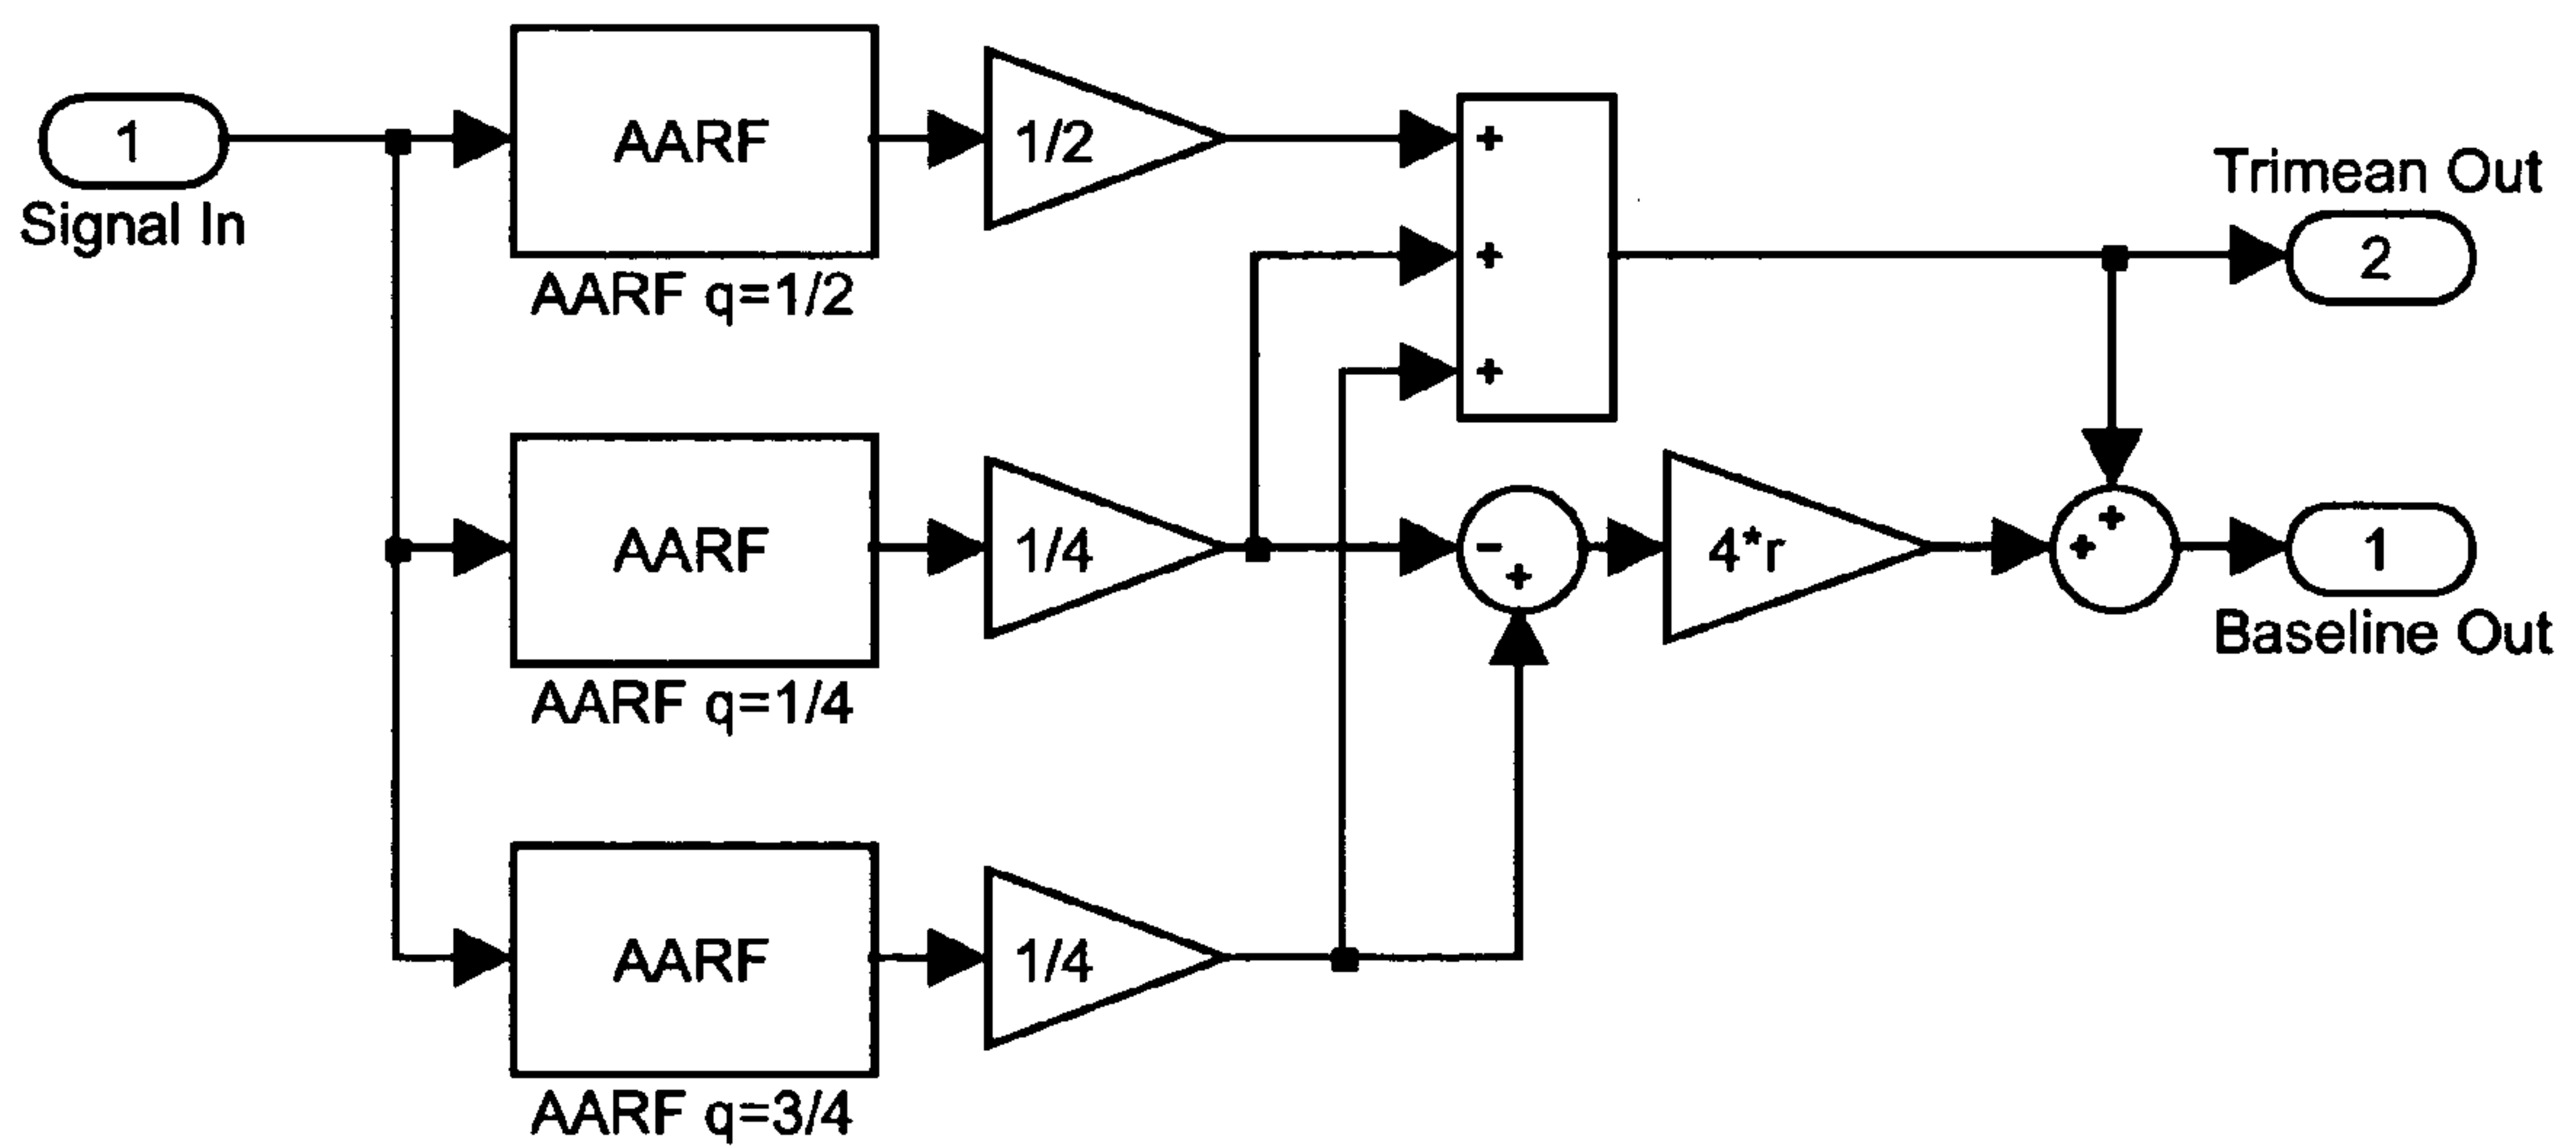 1
Signal In
AARF
AARF q=1/2
1/2
+
+
+
Trimean Out
2
AARF
AARF q=1/4
1/4
-
+
4*r
+
+
1
Baseline Out
AARF
AARF q=3/4
1/4